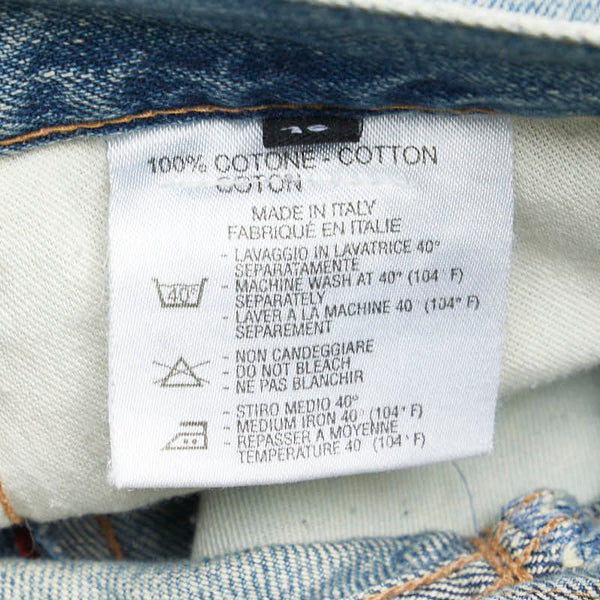 100% COTONE - COTTON
COTON
MADE IN ITALY
FABRIQUÉ EN ITALIE
- LAVAGGIO IN LAVATRICE 40°
SEPARATAMENTE
40°
- MACHINE WASH AT 40° (104° F)
SEPARATELY
- LAVER A LA MACHINE 40 (104° F)
SEPAREMENT
- NON CANDEGGIARE
- DO NOT BLEACH
- NE PAS BLANCHIR
- STIRO MEDIO 40°
- MEDIUM IRON 40° (104° F)
- REPASSER A MOYENNE
TEMPERATURE 40° (104° F)